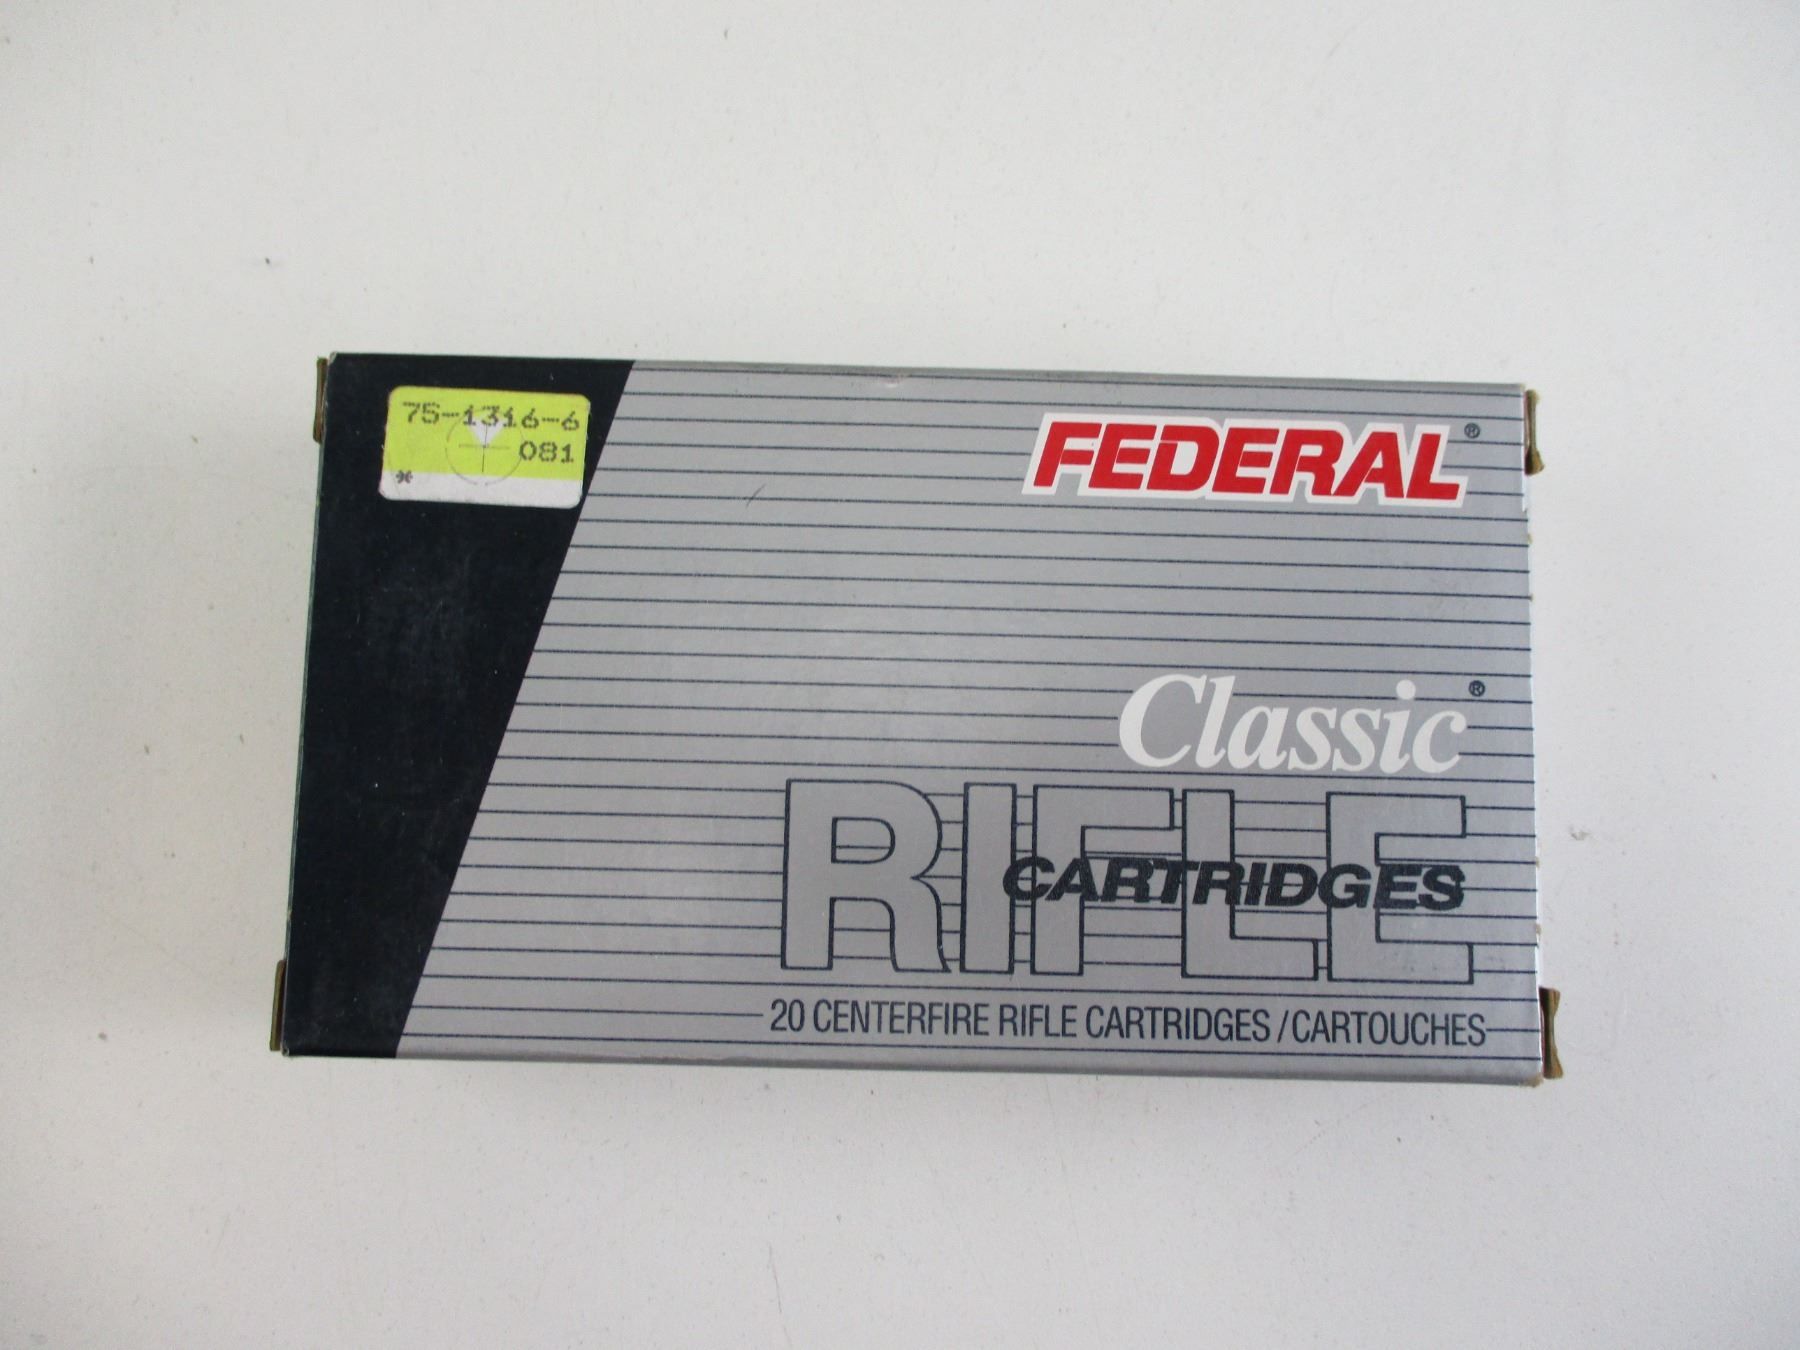 75-1316-6
081
FEDERAL®
Classic®
RIFLE
CARTRIDGES
20 CENTERFIRE RIFLE CARTRIDGES/CARTOUCHES